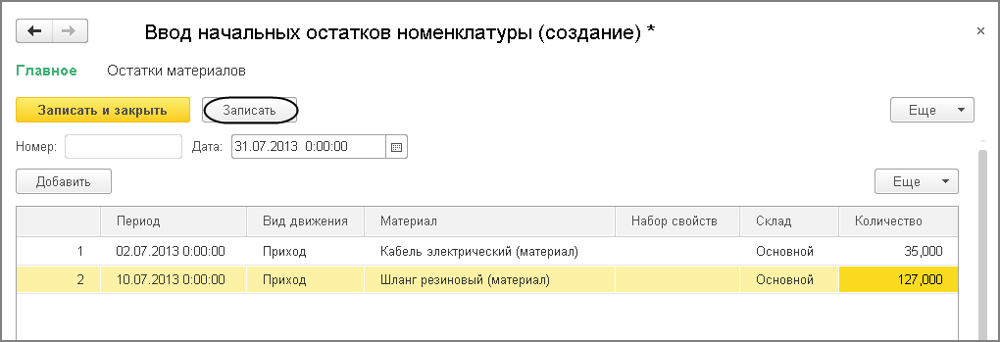 Ввод начальных остатков номенклатуры (создание) *
Главное Остатки материалов
Записать и закрыть Записать Еще
Номер: Дата: 31.07.2013 0:00:00
Добавить Еще
Период Вид движения Материал Набор свойств Склад Количество
1 02.07.2013 0:00:00 Приход Кабель электрический (материал) Основной 35,000
2 10.07.2013 0:00:00 Приход Шланг резиновый (материал) Основной 127,000